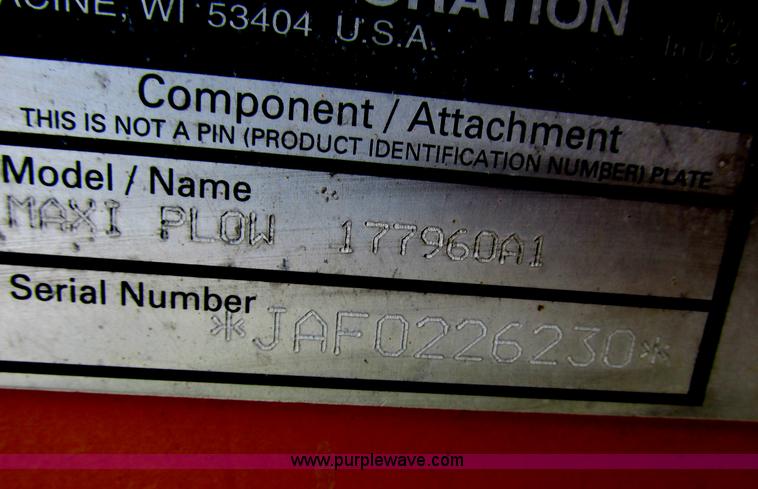 WI 53404 U.S.A.
Component / Attachment
THIS IS NOT A PIN (PRODUCT IDENTIFICATION NUMBER) PLATE
Model / Name
MAXI PLOW 177960A1
Serial Number
*JAF0226230*
www.purplewave.com